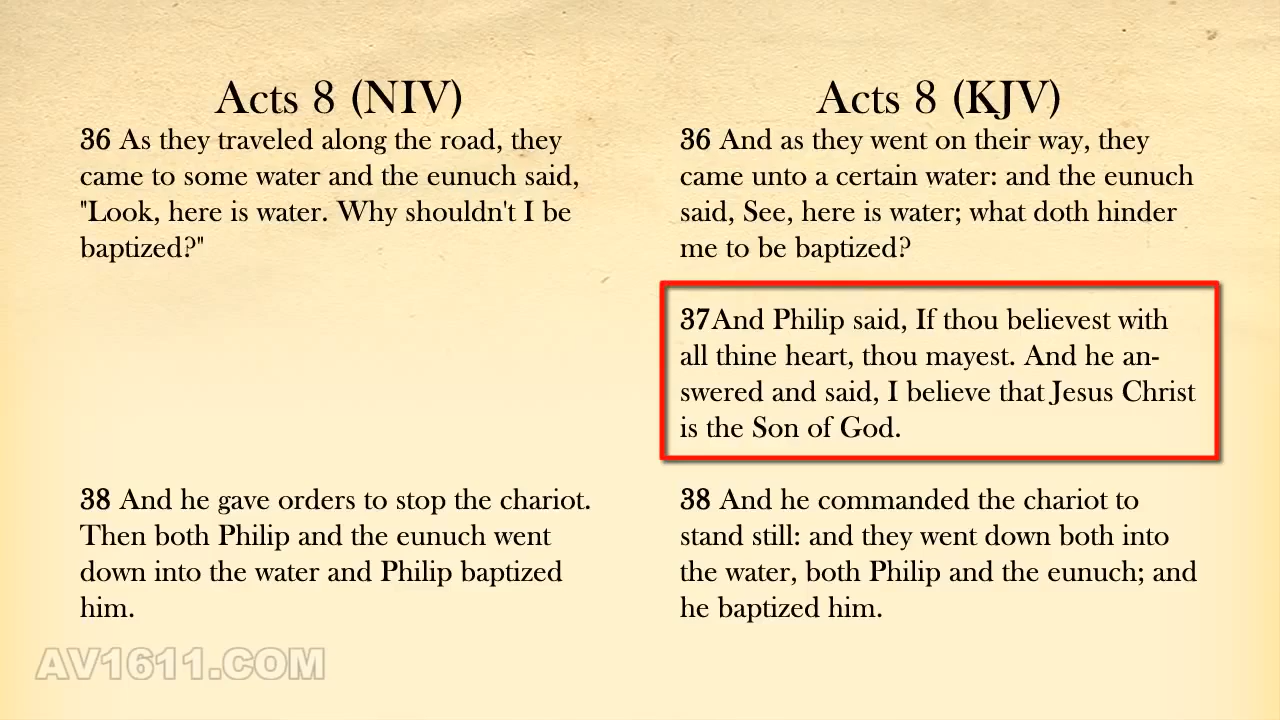 Acts 8 (NIV)
36 As they traveled along the road, they
came to some water and the eunuch said,
"Look, here is water. Why shouldn't I be
baptized?"
38 And he gave orders to stop the chariot.
Then both Philip and the eunuch went
down into the water and Philip baptized
him.
Acts 8 (KJV)
36 And as they went on their way, they
came unto a certain water: and the eunuch
said, See, here is water; what doth hinder
me to be baptized?
37And Philip said, If thou believest with
all thine heart, thou mayest. And he an-
swered and said, I believe that Jesus Christ
is the Son of God.
38 And he commanded the chariot to
stand still: and they went down both into
the water, both Philip and the eunuch; and
he baptized him.
AV1611.COM